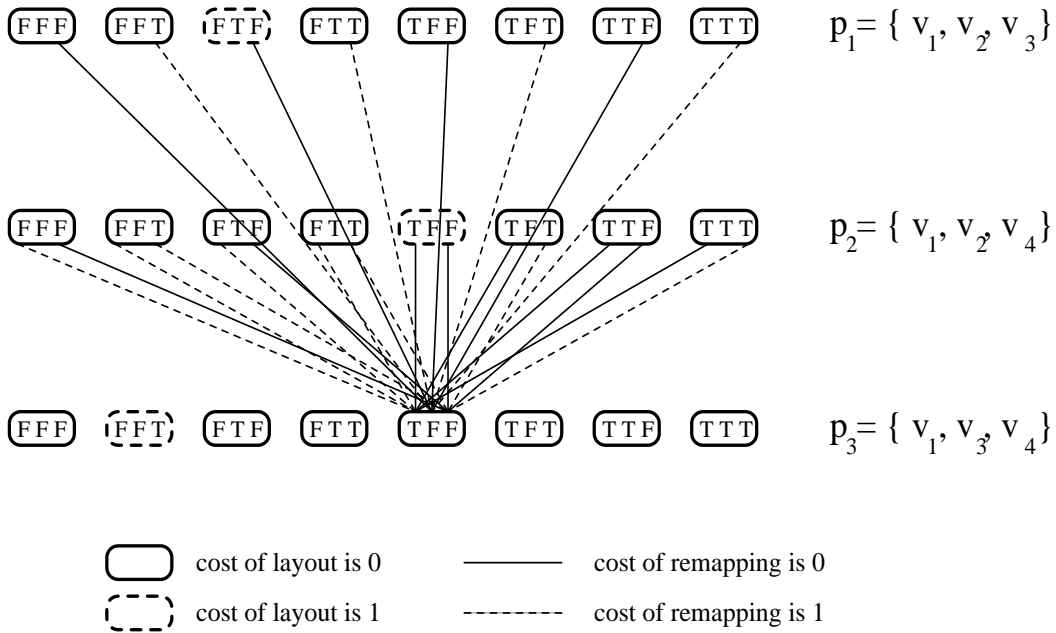 FFF FFT FTF FTT TFF TFT TTF TTT p1= { v1, v2, v3}
FFF FFT FTF FTT TFF TFT TTF TTT p2= { v1, v2, v4}
FFF FFT FTF FTT TFF TFT TTF TTT p3= { v1, v3, v4}
cost of layout is 0 cost of remapping is 0
cost of layout is 1 cost of remapping is 1